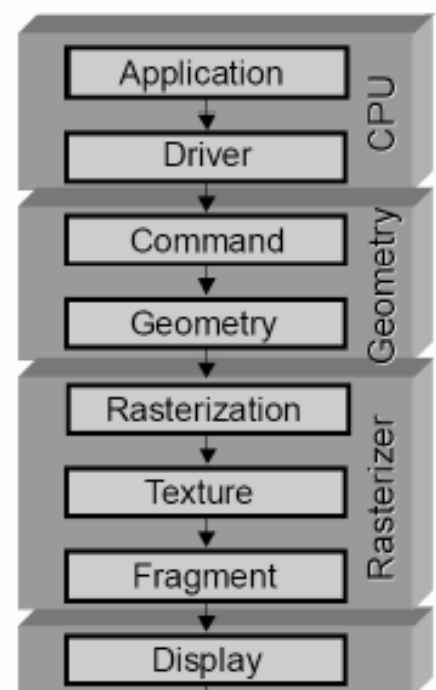 Application
Driver
CPU
Command
Geometry
Geometry
Rasterization
Texture
Fragment
Rasterizer
Display